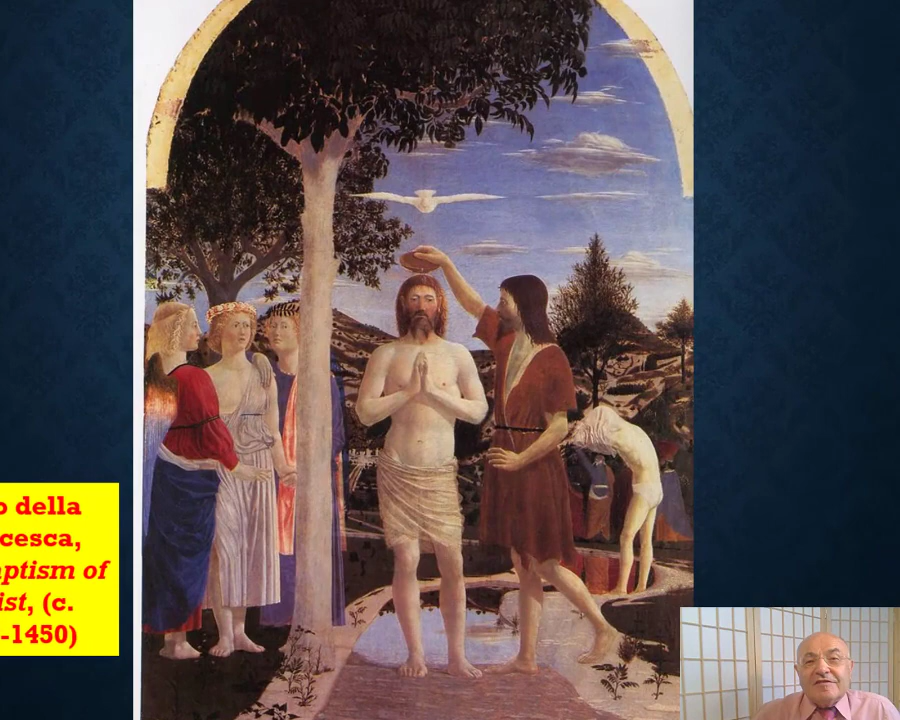 o della
cesca,
aptism of
ist, (c.
-1450)